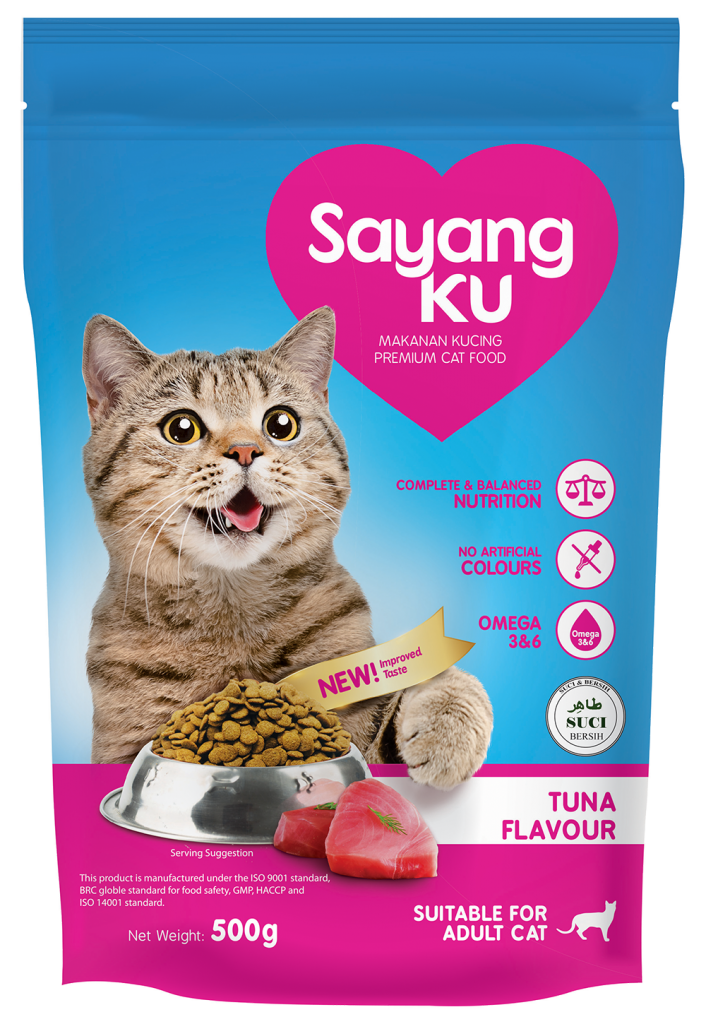 Sayang
KU
MAKANAN KUCING
PREMIUM CAT FOOD
COMPLETE & BALANCED
NUTRITION
NO ARTIFICIAL
COLOURS
OMEGA
3&6
Omega
3&6
NEW! Improved
Taste
SUCI & BERSIH
طاهر
SUCI
BERSIH
TUNA
FLAVOUR
Serving Suggestion
This product is manufactured under the ISO 9001 standard,
BRC globle standard for food safety, GMP, HACCP and
ISO 14001 standard.
Net Weight: 500g
SUITABLE FOR
ADULT CAT